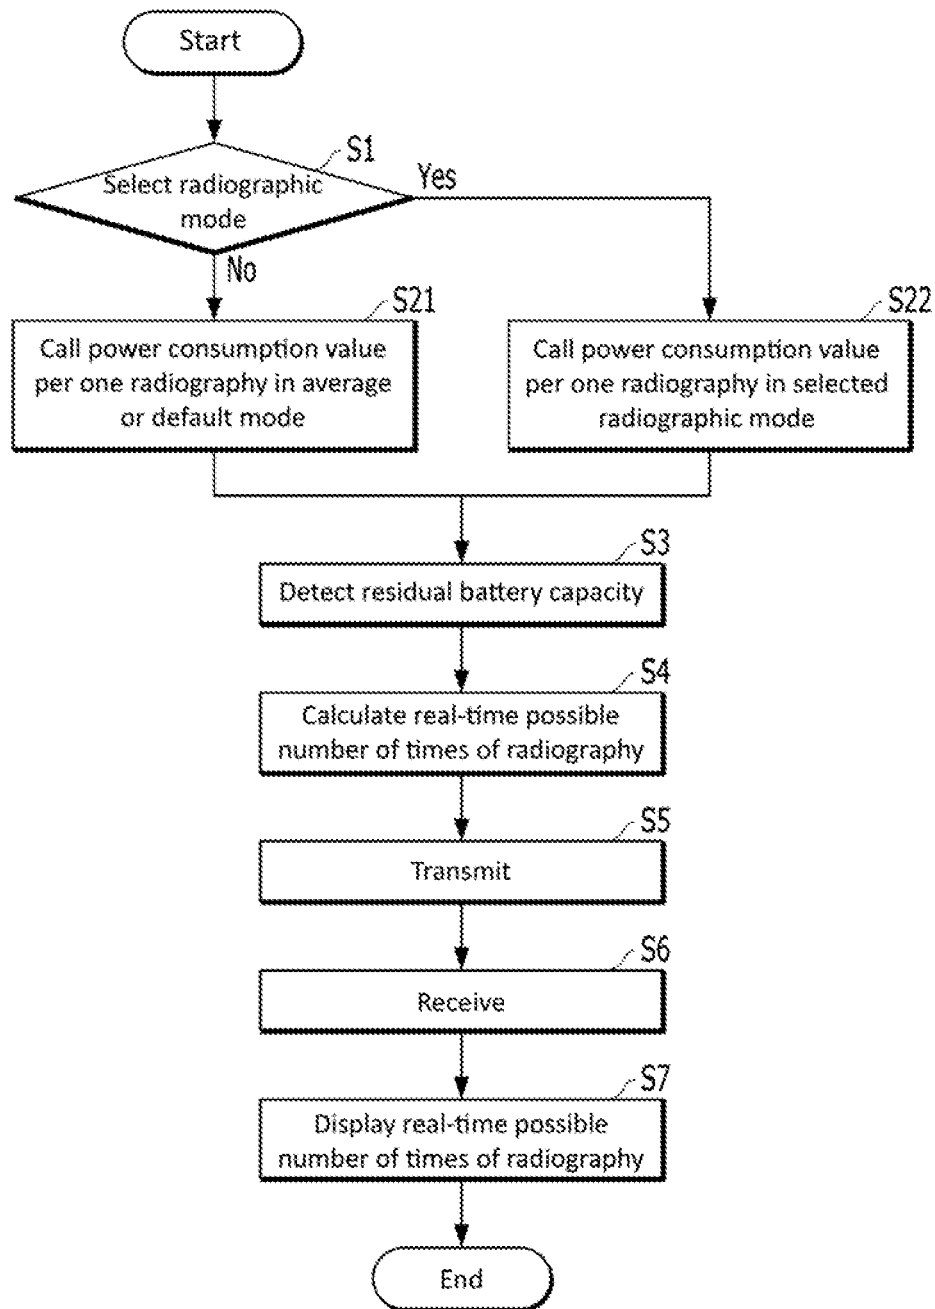 Start
S1
Select radiographic
mode
Yes
No
S21
Call power consumption value
per one radiography in average
or default mode
S22
Call power consumption value
per one radiography in selected
radiographic mode
S3
Detect residual battery capacity
S4
Calculate real-time possible
number of times of radiography
S5
Transmit
S6
Receive
S7
Display real-time possible
number of times of radiography
End